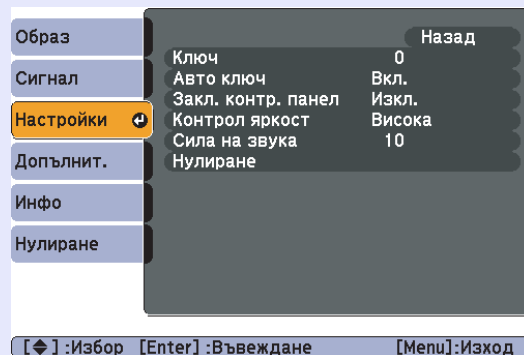 Образ
Сигнал
Настройки
Допълнит.
Инфо
Нулиране
Назад
Ключ 0
Авто ключ Вкл.
Закл. контр. панел Изкл.
Контрол яркост Висока
Сила на звука 10
Нулиране
[◆] :Избор [Enter] :Въвеждане [Menu]:Изход